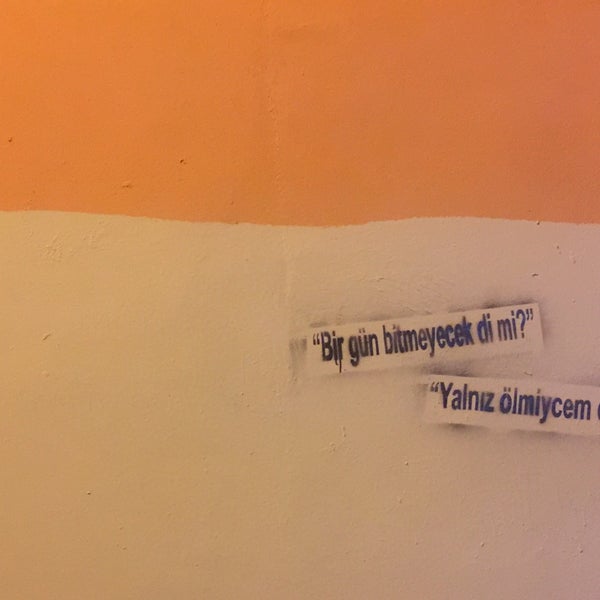 “Bir gün bitmeyecek di mi?”
“Yalnız ölmiycem